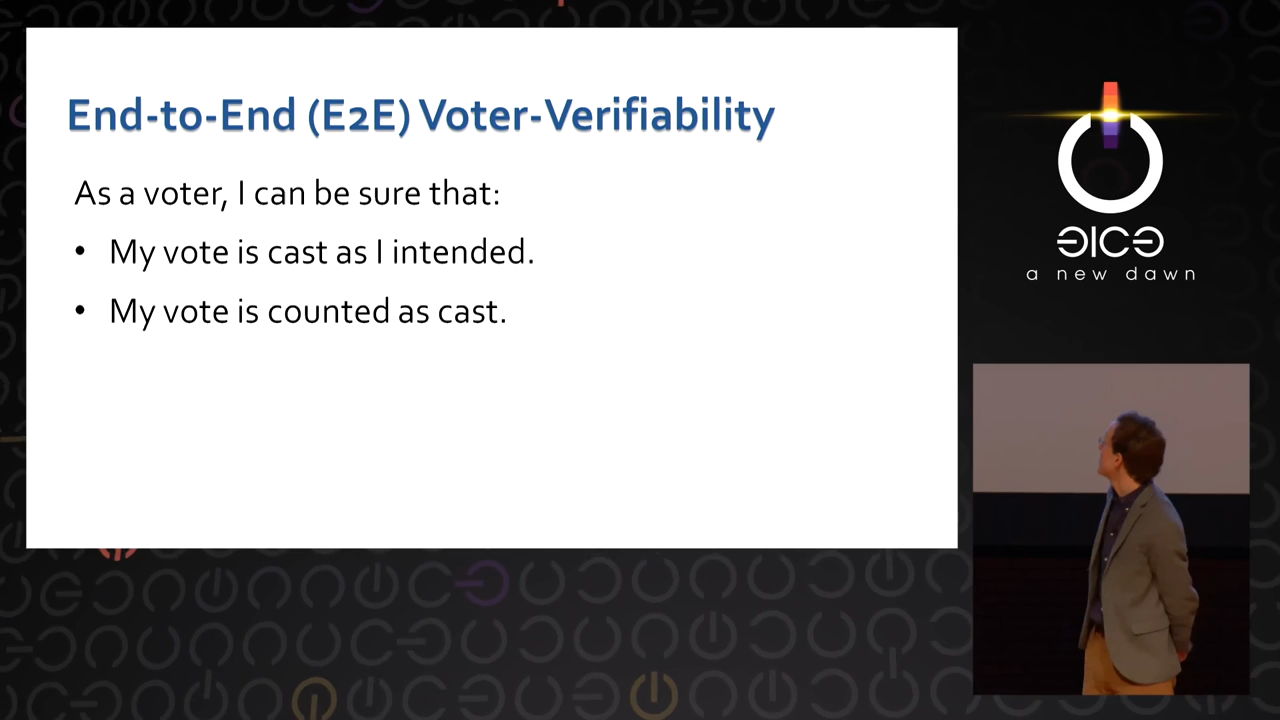 End-to-End (E2E) Voter-Verifiability
As a voter, I can be sure that:
• My vote is cast as I intended.
• My vote is counted as cast.
a new dawn